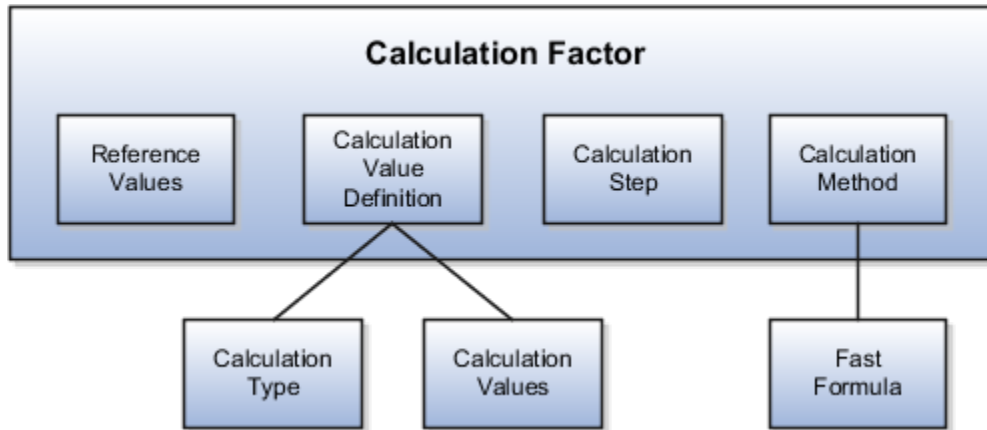 Calculation Factor
Reference
Values
Calculation
Value
Definition
Calculation
Step
Calculation
Method
Calculation
Type
Calculation
Values
Fast
Formula